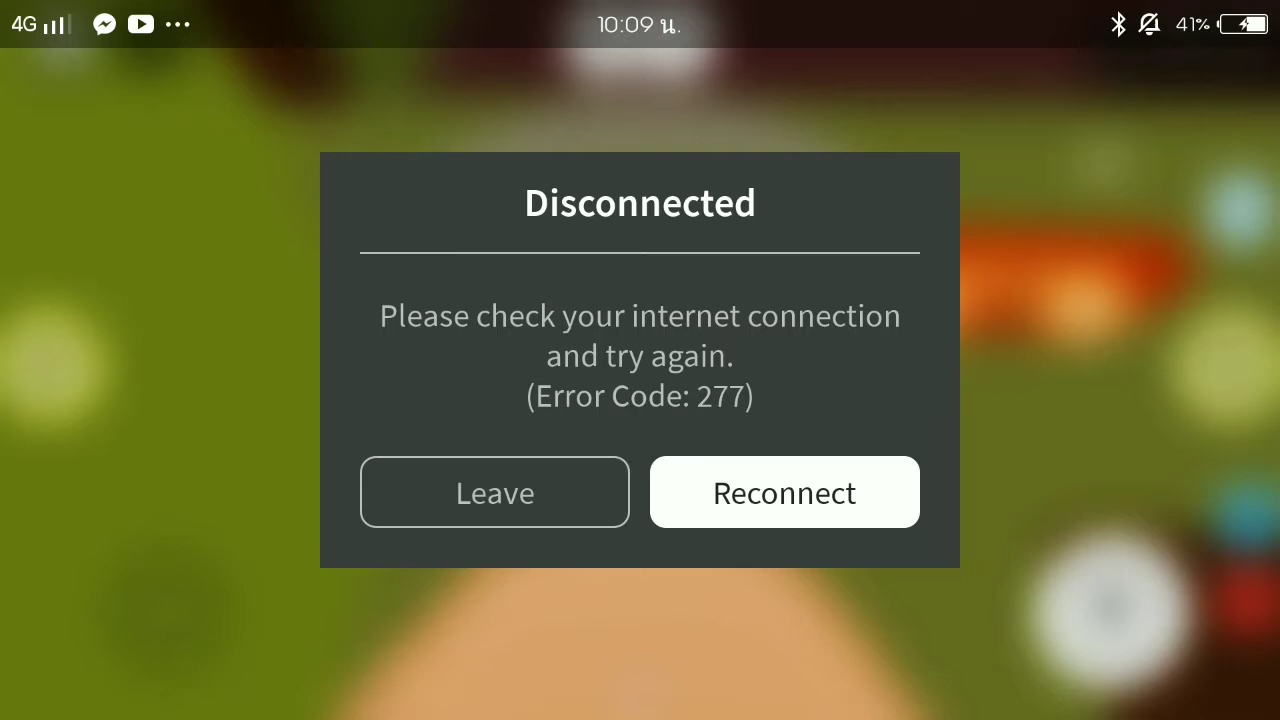 4G 10:09 น. 41%
Disconnected
Please check your internet connection
and try again.
(Error Code: 277)
Leave Reconnect